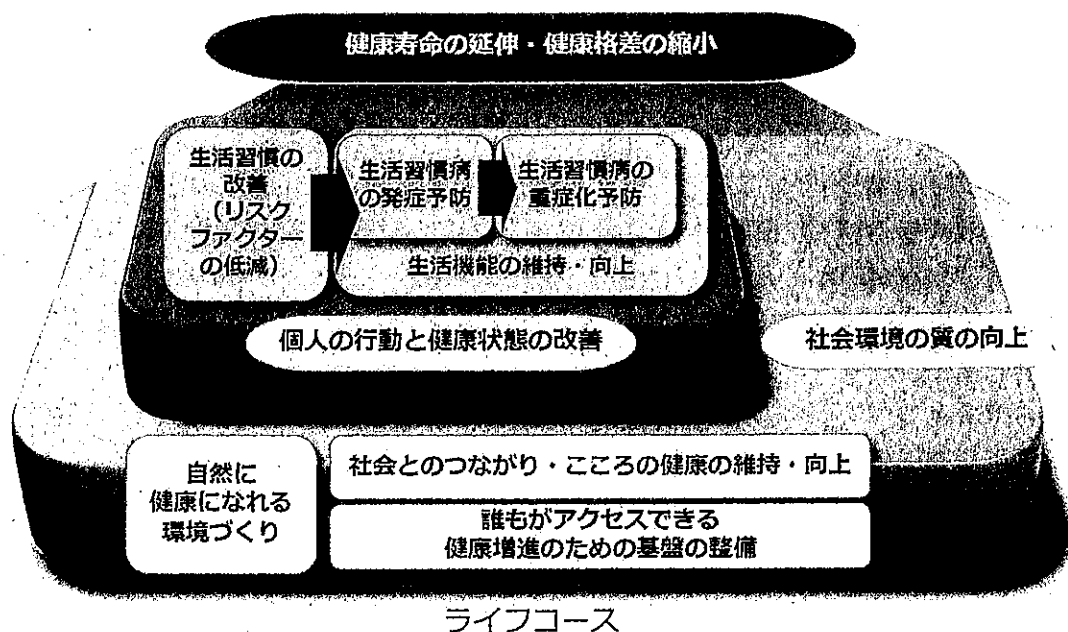 健康寿命の延伸・健康格差の縮小
生活習慣の
改善
（リスク
ファクター
の低減）
生活習慣病
の発症予防
生活習慣病の
重症化予防
生活機能の維持・向上
個人の行動と健康状態の改善
社会環境の質の向上
自然に
健康になれる
環境づくり
社会とのつながり・こころの健康の維持・向上
誰もがアクセスできる
健康増進のための基盤の整備
ライフコース